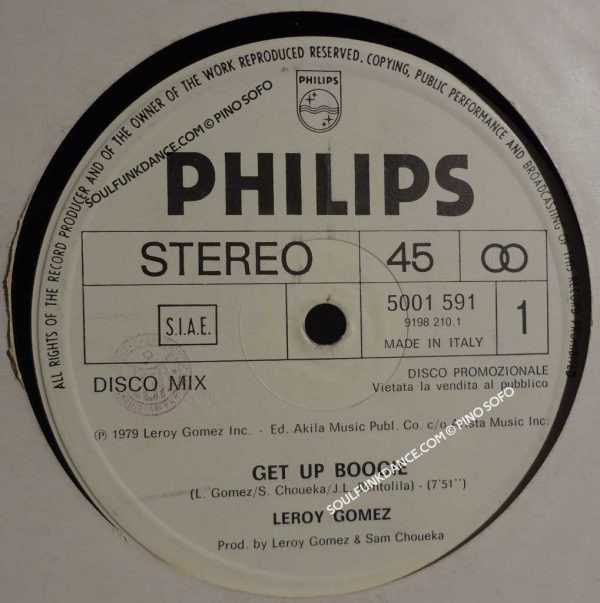 ALL RIGHTS OF THE RECORD PRODUCER AND OF THE OWNER OF THE WORK REPRODUCED RESERVED. COPYING, PUBLIC PERFORMANCE AND BROADCASTING OF THIS RECORD PROHIBITED
SOULFUNKDANCE.COM © PINO SOFO
PHILIPS
PHILIPS
STEREO 45
S.I.A.E. 5001 591 1
9198 210.1
MADE IN ITALY
DISCO MIX
DISCO PROMOZIONALE
Vietata la vendita al pubblico
℗ 1979 Leroy Gomez Inc. - Ed. Akila Music Publ. Co. c/o Arista Music Inc.
GET UP BOOGIE
(L. Gomez/S. Choueka/J.L. - (7'51'')
LEROY GOMEZ
Prod. by Leroy Gomez & Sam Choueka
SOULFUNKDANCE.COM © PINO SOFO